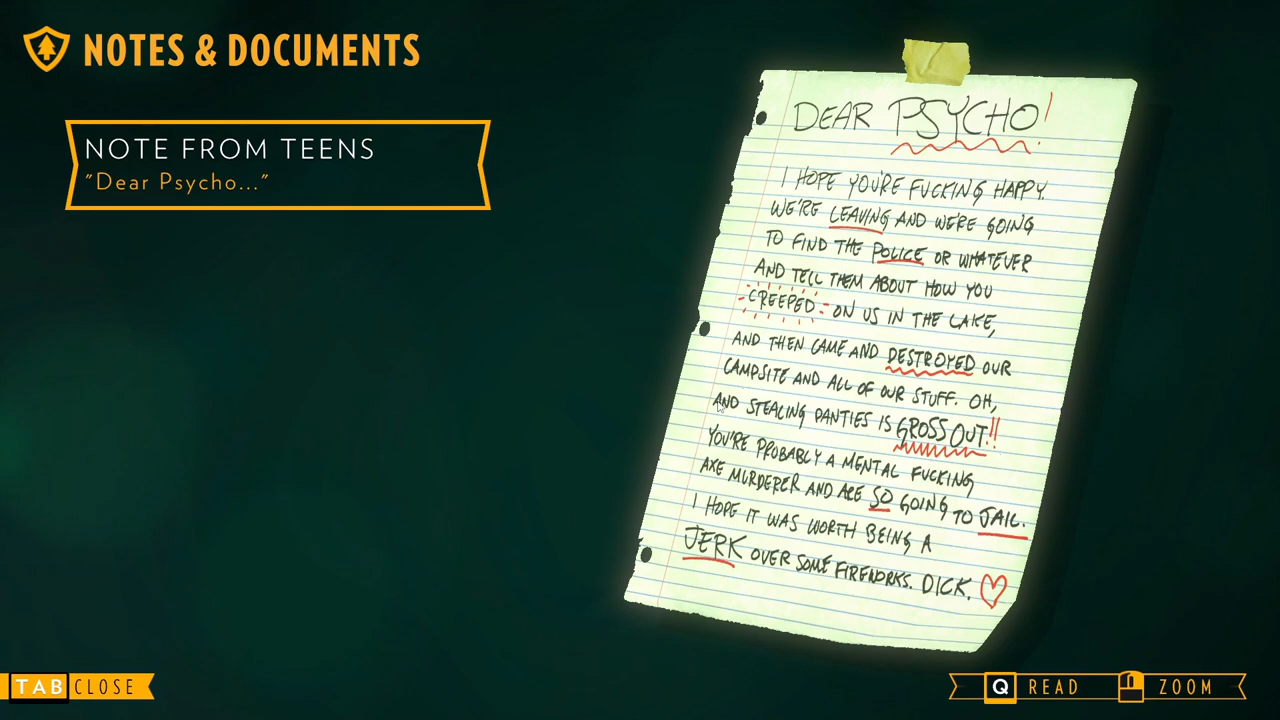 NOTES & DOCUMENTS
NOTE FROM TEENS
"Dear Psycho..."
DEAR PSYCHO!
I HOPE YOU'RE FUCKING HAPPY.
WE'RE LEAVING AND WE'RE GOING
TO FIND THE POLICE OR WHATEVER
AND TELL THEM ABOUT HOW YOU
CREEPED ON US IN THE LAKE,
AND THEN CAME AND DESTROYED OUR
CAMPSITE AND ALL OF OUR STUFF. OH,
AND STEALING PANTIES IS GROSS OUT!!
YOU'RE PROBABLY A MENTAL FUCKING
AXE MURDERER AND ARE SO GOING TO JAIL.
I HOPE IT WAS WORTH BEING A
JERK OVER SOME FIREWORKS. DICK.
TAB CLOSE
Q READ ZOOM